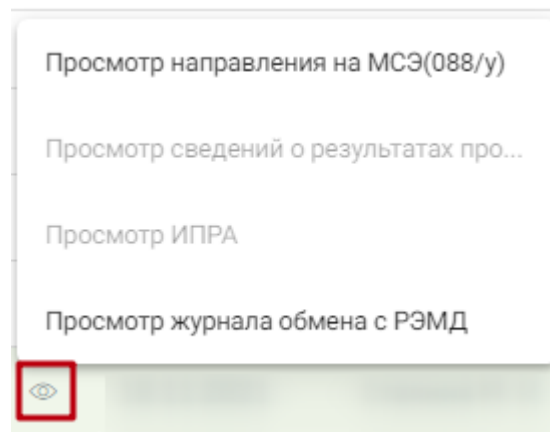 Просмотр направления на МСЭ(088/у)
Просмотр сведений о результатах про...
Просмотр ИПРА
Просмотр журнала обмена с РЭМД